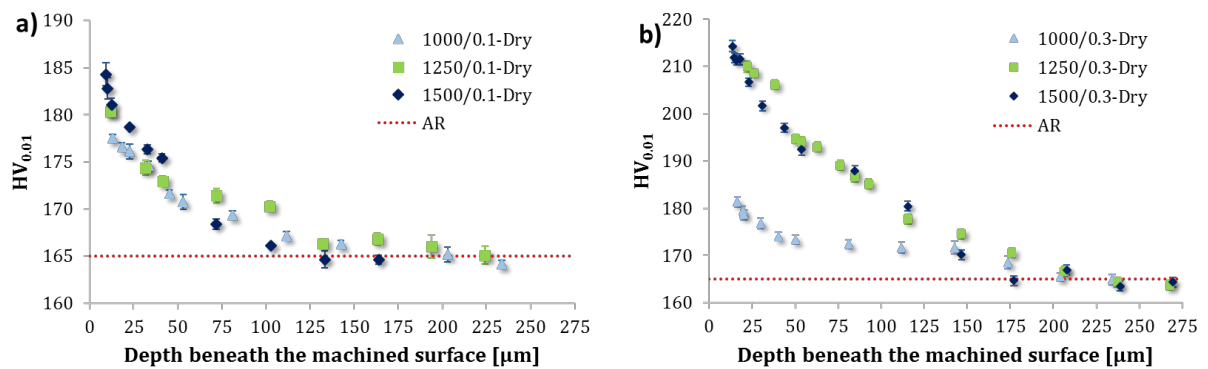 a)
190
185
180
175
170
165
160
HV0.01
0 25 50 75 100 125 150 175 200 225 250 275
Depth beneath the machined surface [µm]
1000/0.1-Dry
1250/0.1-Dry
1500/0.1-Dry
AR
b)
220
210
200
190
180
170
160
HV0.01
0 25 50 75 100 125 150 175 200 225 250 275
Depth beneath the machined surface [µm]
1000/0.3-Dry
1250/0.3-Dry
1500/0.3-Dry
AR